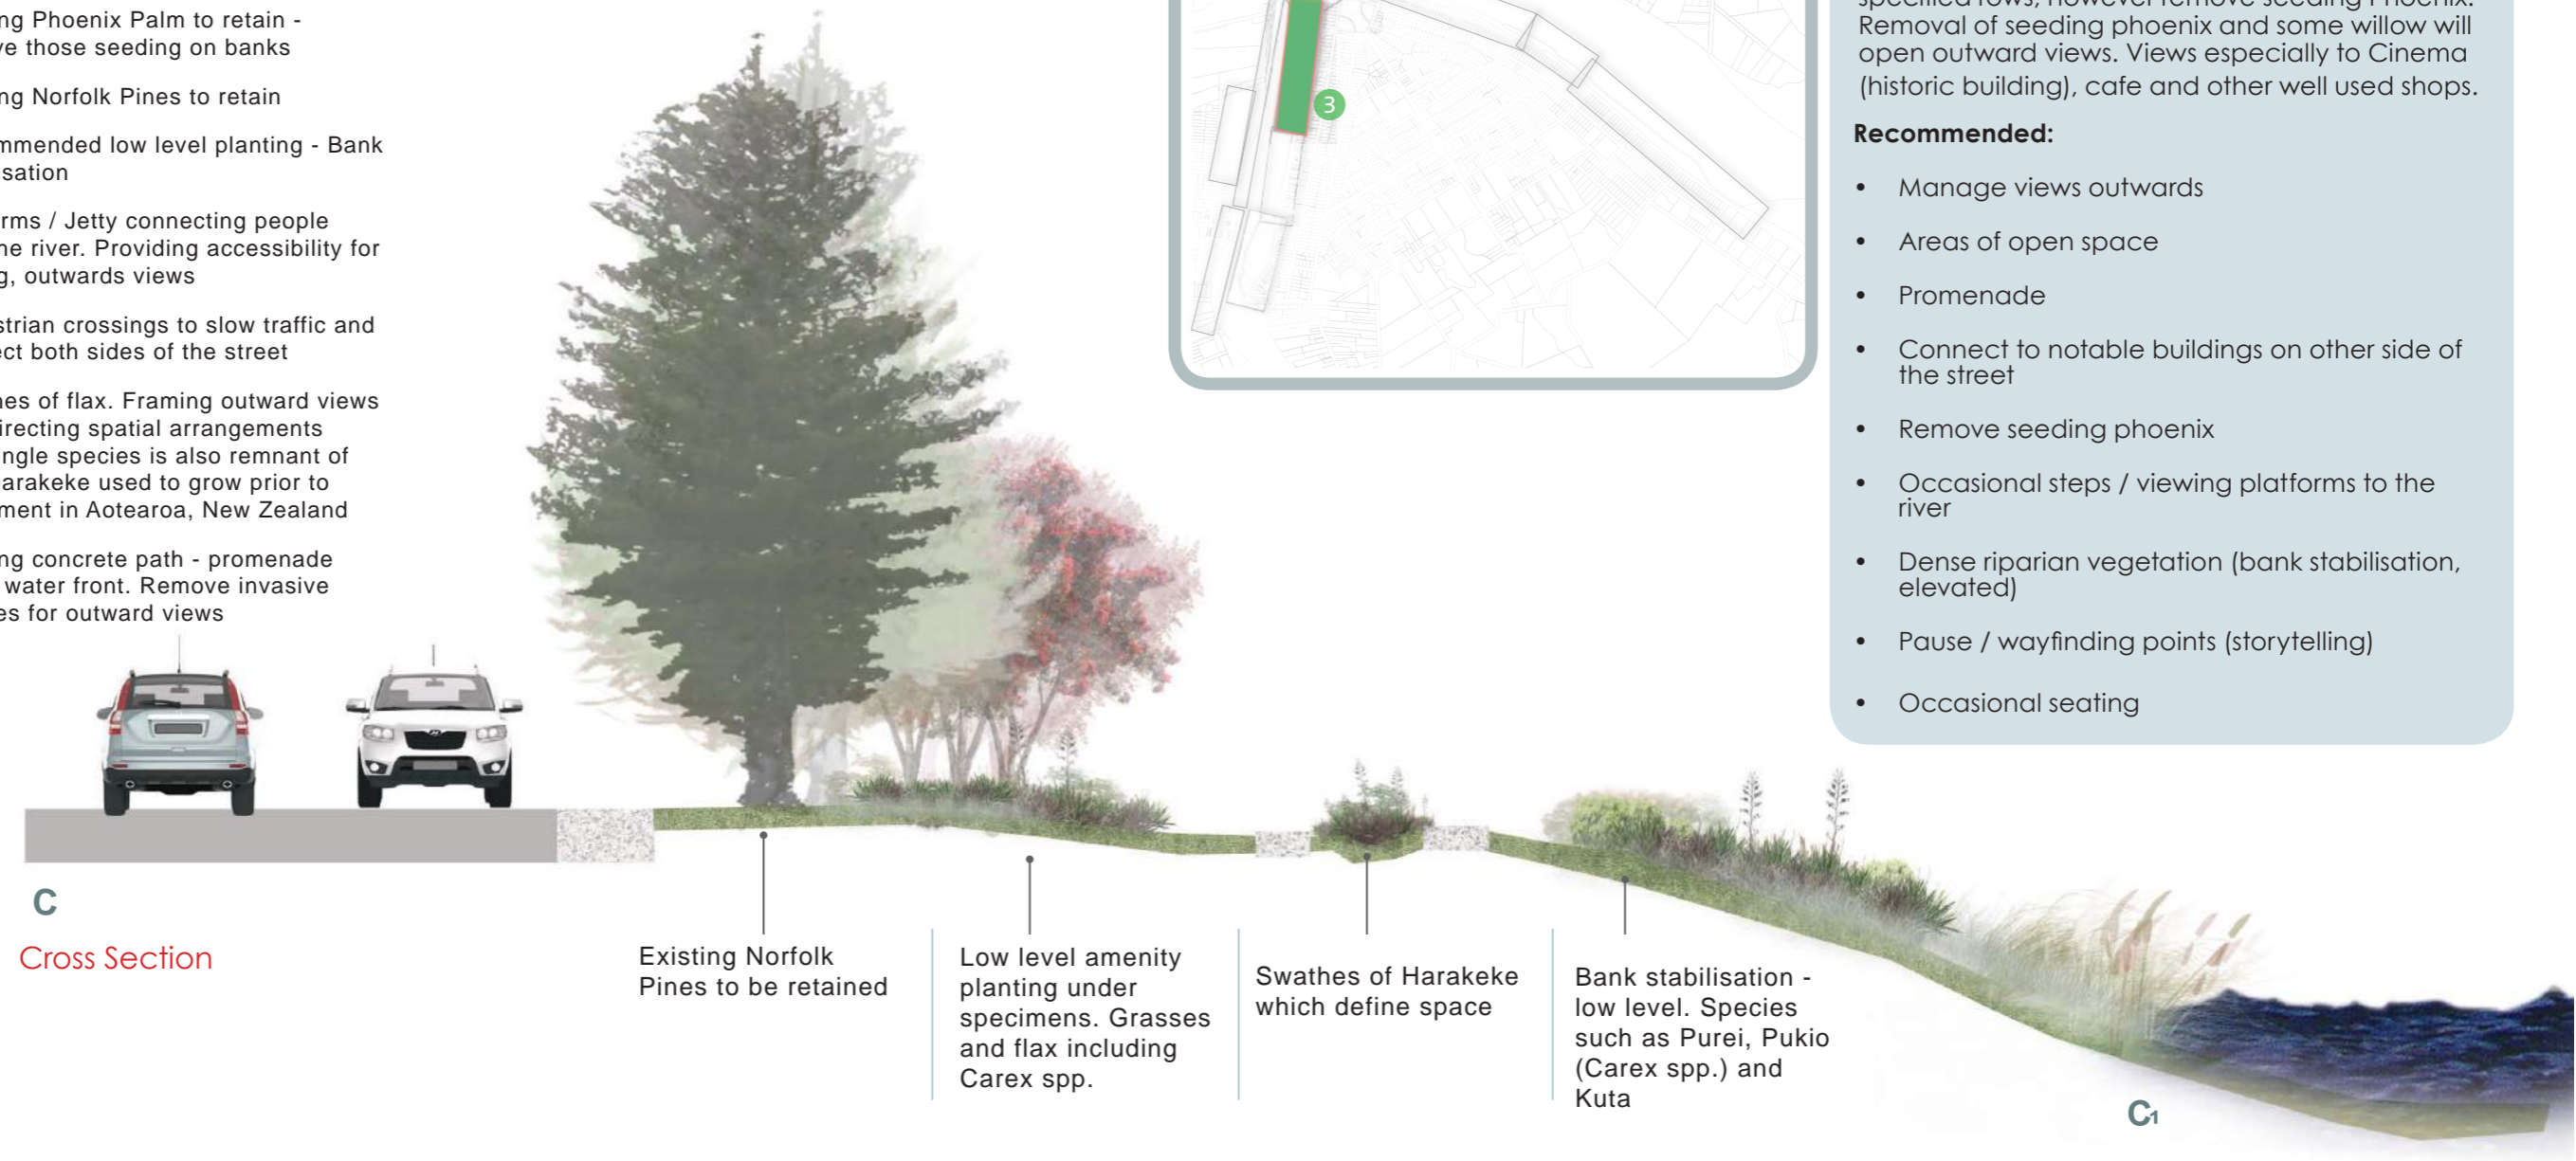 ng Phoenix Palm to retain -
ve those seeding on banks
ng Norfolk Pines to retain
mmended low level planting - Bank
sation
rms / Jetty connecting people
ne river. Providing accessibility for
g, outwards views
strian crossings to slow traffic and
ect both sides of the street
nes of flax. Framing outward views
irecting spatial arrangements
ingle species is also remnant of
arakeke used to grow prior to
ment in Aotearoa, New Zealand
ng concrete path - promenade
water front. Remove invasive
es for outward views
3
specified rows, however remove seeding Phoenix.
Removal of seeding phoenix and some willow will
open outward views. Views especially to Cinema
(historic building), cafe and other well used shops.
Recommended:
• Manage views outwards
• Areas of open space
• Promenade
• Connect to notable buildings on other side of
the street
• Remove seeding phoenix
• Occasional steps / viewing platforms to the
river
• Dense riparian vegetation (bank stabilisation,
elevated)
• Pause / wayfinding points (storytelling)
• Occasional seating
C
Cross Section
Existing Norfolk
Pines to be retained
Low level amenity
planting under
specimens. Grasses
and flax including
Carex spp.
Swathes of Harakeke
which define space
Bank stabilisation -
low level. Species
such as Purei, Pukio
(Carex spp.) and
Kuta
C1